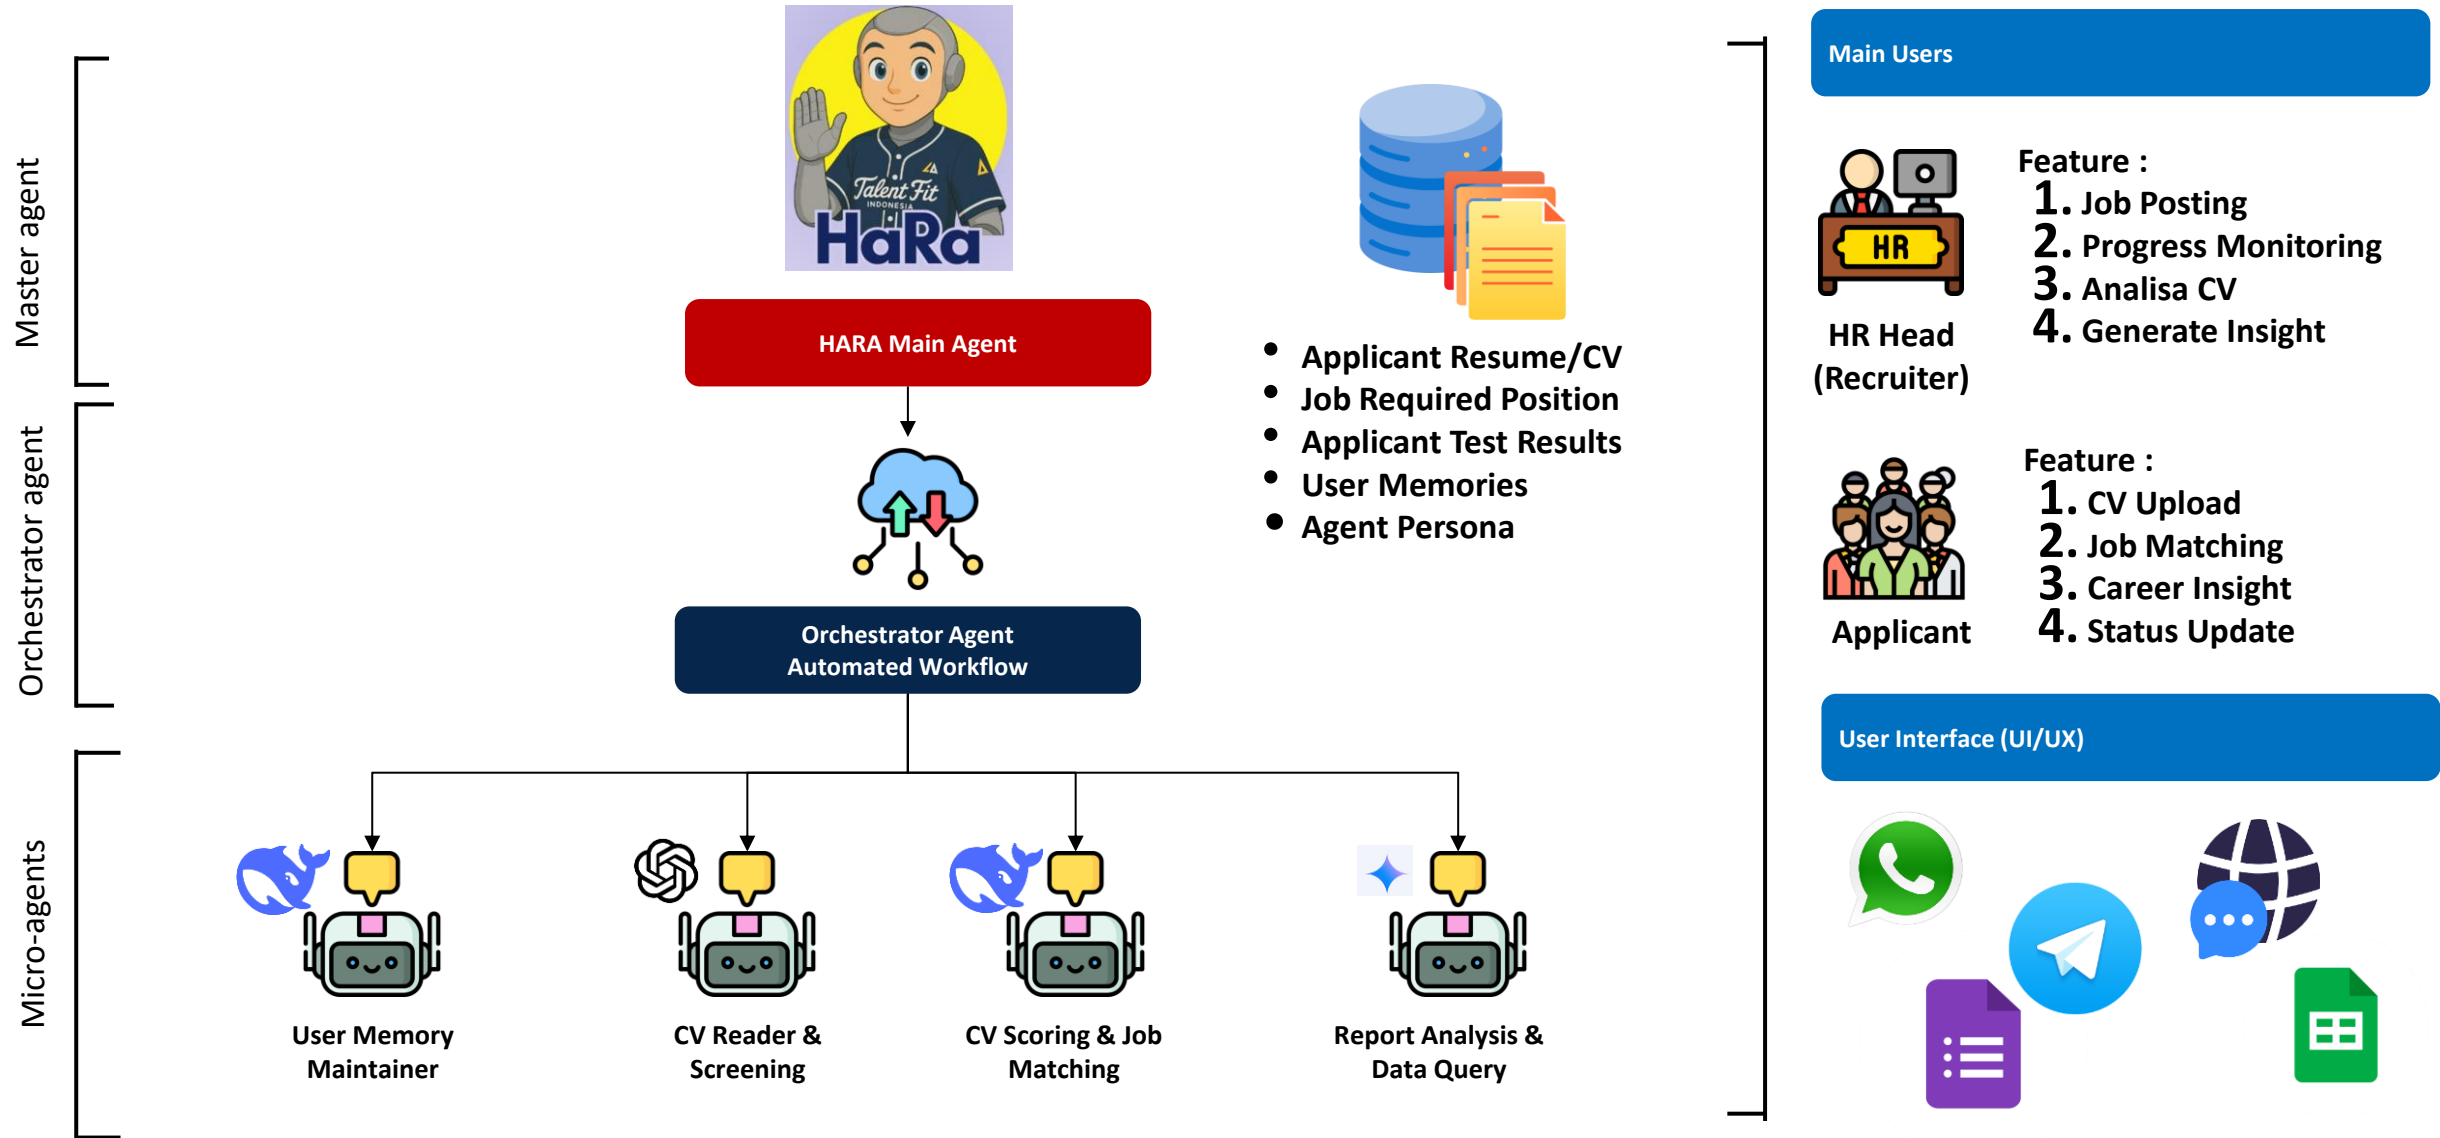 Master agent
Orchestrator agent
Micro-agents
Talent Fit
INDONESIA
HaRa
HARA Main Agent
Orchestrator Agent
Automated Workflow
User Memory
Maintainer
CV Reader &
Screening
CV Scoring & Job
Matching
Report Analysis &
Data Query
• Applicant Resume/CV
• Job Required Position
• Applicant Test Results
• User Memories
• Agent Persona
Main Users
HR
HR Head
(Recruiter)
Feature :
1. Job Posting
2. Progress Monitoring
3. Analisa CV
4. Generate Insight
Applicant
Feature :
1. CV Upload
2. Job Matching
3. Career Insight
4. Status Update
User Interface (UI/UX)